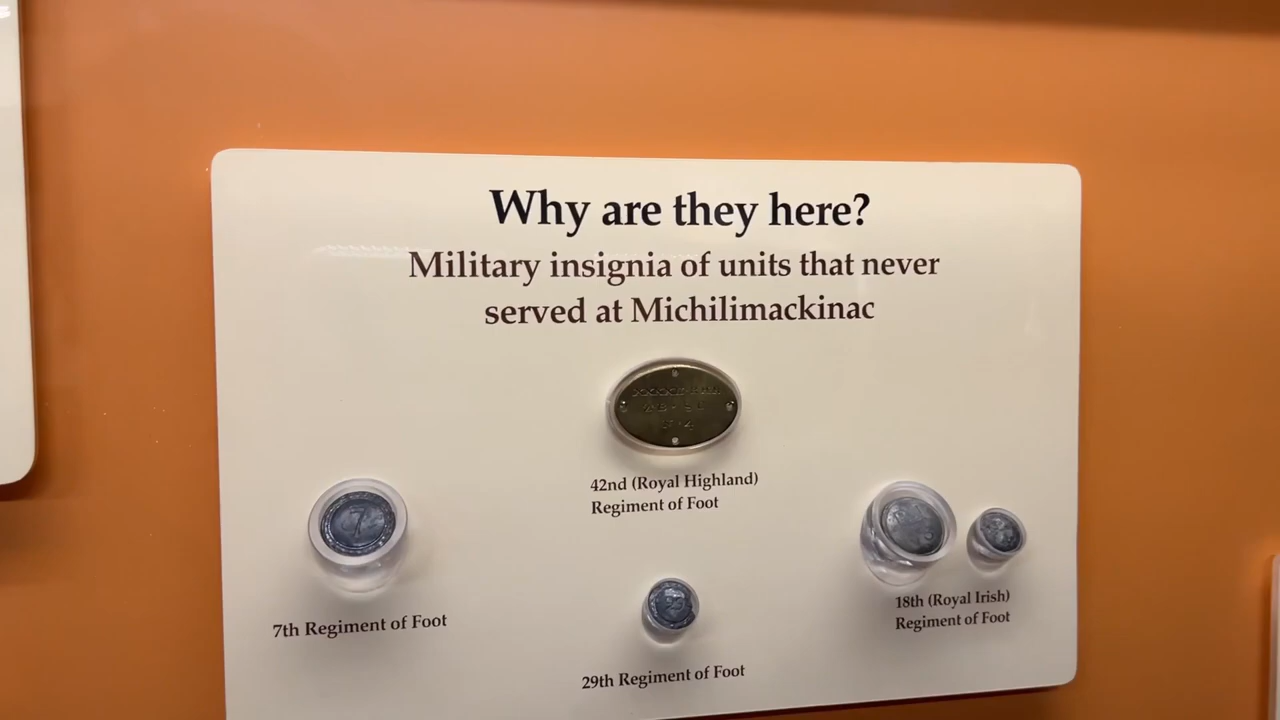 Why are they here?
Military insignia of units that never
served at Michilimackinac
42nd (Royal Highland)
Regiment of Foot
7
7th Regiment of Foot
18th (Royal Irish)
Regiment of Foot
29th Regiment of Foot